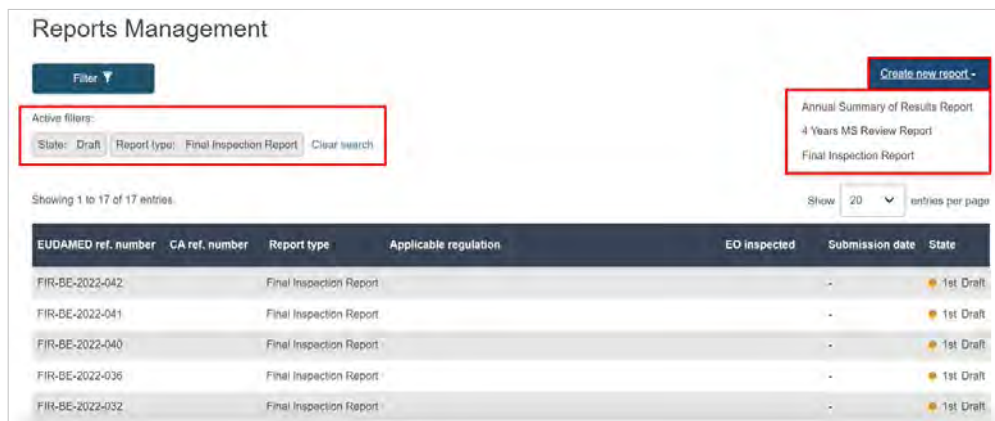 Reports Management
Filter
Create new report
Active filters:
State: Draft Report type: Final Inspection Report Clear search
Annual Summary of Results Report
4 Years MS Review Report
Final Inspection Report
Showing 1 to 17 of 17 entries
Show 20 entries per page
EUDAMED ref. number CA ref. number Report type Applicable regulation EO inspected Submission date State
FIR-BE-2022-042 Final Inspection Report - 1st Draft
FIR-BE-2022-041 Final Inspection Report - 1st Draft
FIR-BE-2022-040 Final Inspection Report - 1st Draft
FIR-BE-2022-036 Final Inspection Report - 1st Draft
FIR-BE-2022-032 Final Inspection Report - 1st Draft